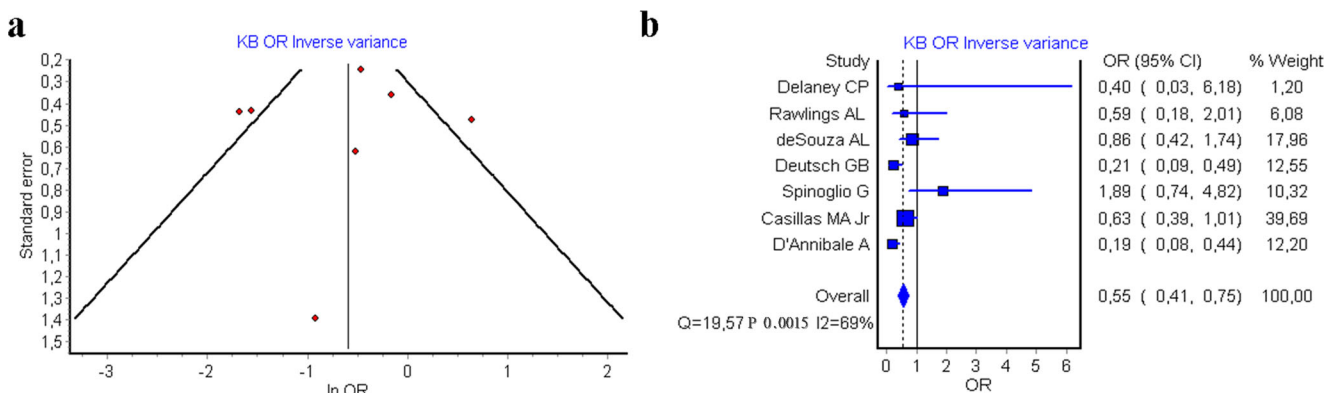 a
KB OR Inverse variance
0,2
0,3
0,4
0,5
0,6
0,7
0,8
0,9
1
1,1
1,2
1,3
1,4
1,5
Standard error
-3 -2 -1 0 1 2
ln OR
b
KB OR Inverse variance
Study OR (95% CI) % Weight
Delaney CP 0,40 ( 0,03, 6,18) 1,20
Rawlings AL 0,59 ( 0,18, 2,01) 6,08
deSouza AL 0,86 ( 0,42, 1,74) 17,96
Deutsch GB 0,21 ( 0,09, 0,49) 12,55
Spinoglio G 1,89 ( 0,74, 4,82) 10,32
Casillas MA Jr 0,63 ( 0,39, 1,01) 39,69
D'Annibale A 0,19 ( 0,08, 0,44) 12,20
Overall 0,55 ( 0,41, 0,75) 100,00
Q=19,57 P 0.0015 I2=69%
0 1 2 3 4 5 6
OR